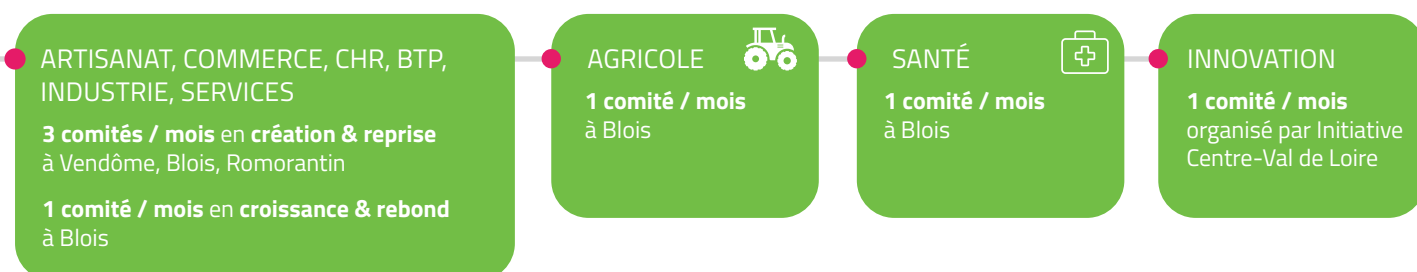 ARTISANAT, COMMERCE, CHR, BTP,
INDUSTRIE, SERVICES
3 comités / mois en création & reprise
à Vendôme, Blois, Romorantin
1 comité / mois en croissance & rebond
à Blois
AGRICOLE
1 comité / mois
à Blois
SANTÉ
1 comité / mois
à Blois
INNOVATION
1 comité / mois
organisé par Initiative
Centre-Val de Loire